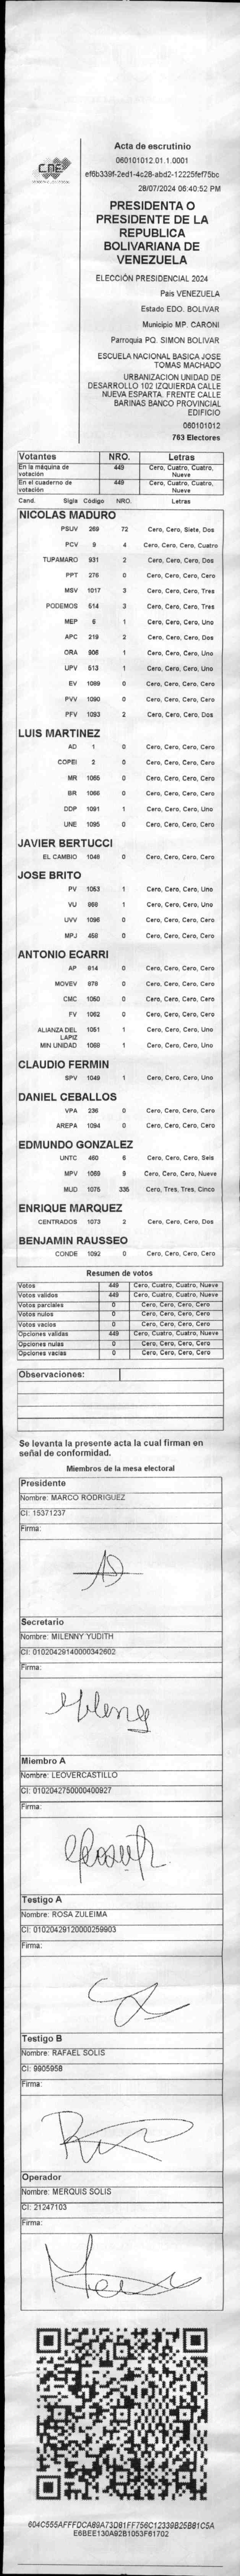 CNE
Acta de escrutinio
060101012.01.1.0001
ef6b339f-2ed1-4c28-abd2-12225fef75bc
28/07/2024 06:40:52 PM
PRESIDENTA O
PRESIDENTE DE LA
REPUBLICA
BOLIVARIANA DE
VENEZUELA
ELECCIÓN PRESIDENCIAL 2024
Pais VENEZUELA
Estado EDO. BOLIVAR
Municipio MP. CARONI
Parroquia PQ. SIMON BOLIVAR
ESCUELA NACIONAL BASICA JOSE
TOMAS MACHADO
URBANIZACION UNIDAD DE
DESARROLLO 102 IZQUIERDA CALLE
NUEVA ESPARTA. FRENTE CALLE
BARINAS BANCO PROVINCIAL
EDIFICIO
060101012
763 Electores
Votantes NRO. Letras
En la máquina de votación 449 Cero, Cuatro, Cuatro, Nueve
En el cuaderno de votación 449 Cero, Cuatro, Cuatro, Nueve
Cand. Sigla Código NRO. Letras
NICOLAS MADURO
PSUV 269 72 Cero, Cero, Siete, Dos
PCV 9 4 Cero, Cero, Cero, Cuatro
TUPAMARO 931 2 Cero, Cero, Cero, Dos
PPT 276 0 Cero, Cero, Cero, Cero
MSV 1017 3 Cero, Cero, Cero, Tres
PODEMOS 514 3 Cero, Cero, Cero, Tres
MEP 6 1 Cero, Cero, Cero, Uno
APC 219 2 Cero, Cero, Cero, Dos
ORA 906 1 Cero, Cero, Cero, Uno
UPV 513 1 Cero, Cero, Cero, Uno
EV 1089 0 Cero, Cero, Cero, Cero
PVV 1090 0 Cero, Cero, Cero, Cero
PFV 1093 2 Cero, Cero, Cero, Dos
LUIS MARTINEZ
AD 1 0 Cero, Cero, Cero, Cero
COPEI 2 0 Cero, Cero, Cero, Cero
MR 1065 0 Cero, Cero, Cero, Cero
BR 1066 0 Cero, Cero, Cero, Cero
DDP 1091 1 Cero, Cero, Cero, Uno
UNE 1095 0 Cero, Cero, Cero, Cero
JAVIER BERTUCCI
EL CAMBIO 1048 0 Cero, Cero, Cero, Cero
JOSE BRITO
PV 1053 1 Cero, Cero, Cero, Uno
VU 1 Cero, Cero, Cero, Uno
UVV 1096 0 Cero, Cero, Cero, Cero
MPJ 458 0 Cero, Cero, Cero, Cero
ANTONIO ECARRI
AP 914 0 Cero, Cero, Cero, Cero
MOVEV 878 0 Cero, Cero, Cero, Cero
CMC 1050 0 Cero, Cero, Cero, Cero
FV 1062 0 Cero, Cero, Cero, Cero
ALIANZA DEL LAPIZ 1051 1 Cero, Cero, Cero, Uno
MIN UNIDAD 1068 1 Cero, Cero, Cero, Uno
CLAUDIO FERMIN
SPV 1049 1 Cero, Cero, Cero, Uno
DANIEL CEBALLOS
VPA 236 0 Cero, Cero, Cero, Cero
AREPA 1094 0 Cero, Cero, Cero, Cero
EDMUNDO GONZALEZ
UNTC 460 6 Cero, Cero, Cero, Seis
MPV 1069 9 Cero, Cero, Cero, Nueve
MUD 1075 335 Cero, Tres, Tres, Cinco
ENRIQUE MARQUEZ
CENTRADOS 1073 2 Cero, Cero, Cero, Dos
BENJAMIN RAUSSEO
CONDE 1092 0 Cero, Cero, Cero, Cero
Resumen de votos
Votos 449 Cero, Cuatro, Cuatro, Nueve
Votos validos 449 Cero, Cuatro, Cuatro, Nueve
Votos parciales 0 Cero, Cero, Cero, Cero
Votos nulos 0 Cero, Cero, Cero, Cero
Votos vacios 0 Cero, Cero, Cero, Cero
Opciones validas 449 Cero, Cuatro, Cuatro, Nueve
Opciones nulas 0 Cero, Cero, Cero, Cero
Opciones vacias 0 Cero, Cero, Cero, Cero
Observaciones:
Se levanta la presente acta la cual firman en
señal de conformidad.
Miembros de la mesa electoral
Presidente
Nombre: MARCO RODRIGUEZ
CI: 15371237
Firma:
Secretario
Nombre: MILENNY YUDITH
CI: 01020429140000342602
Firma:
Miembro A
Nombre: LEOVERCASTILLO
CI: 0102042750000400927
Firma:
Testigo A
Nombre: ROSA ZULEIMA
CI: 01020429120000259903
Firma:
Testigo B
Nombre: RAFAEL SOLIS
CI: 9905958
Firma:
Operador
Nombre: MERQUIS SOLIS
CI: 21247103
Firma:
604C555AFFFDCA89A73D81FF756C12339B25B81C5A
E6BEE130A92B1053F61702